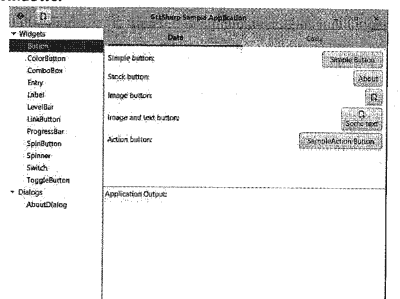 GtkSharp Sample Application
Widgets
Button
ColorButton
ComboBox
Entry
Label
LevelBar
LinkButton
ProgressBar
SpinButton
Spinner
Switch
ToggleButton
Dialogs
AboutDialog
Code
Simple button:
Simple Button
Stock button:
About
Image button:
Image and text button:
Some text
Action button:
SampleAction Button
Application Output: